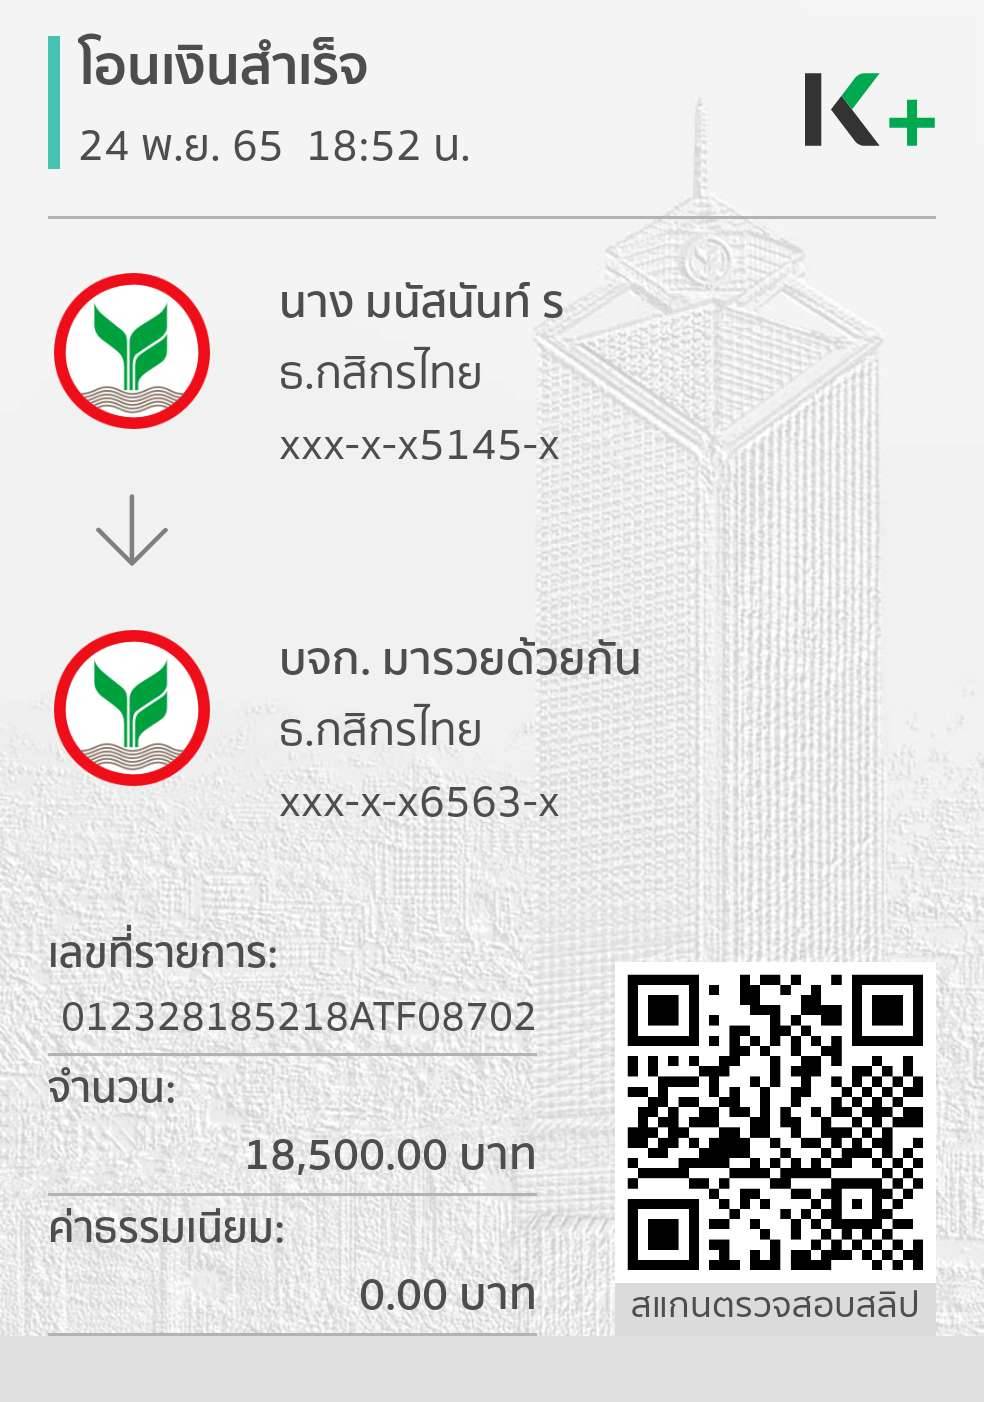 โอนเงินสำเร็จ
24 พ.ย. 65 18:52 น.
K+
นาง มนัสนันท์ ร
ธ.กสิกรไทย
xxx-x-x5145-x
บจก. มารวยด้วยกัน
ธ.กสิกรไทย
xxx-x-x6563-x
เลขที่รายการ:
012328185218ATF08702
จำนวน:
18,500.00 บาท
ค่าธรรมเนียม:
0.00 บาท
สแกนตรวจสอบสลิป